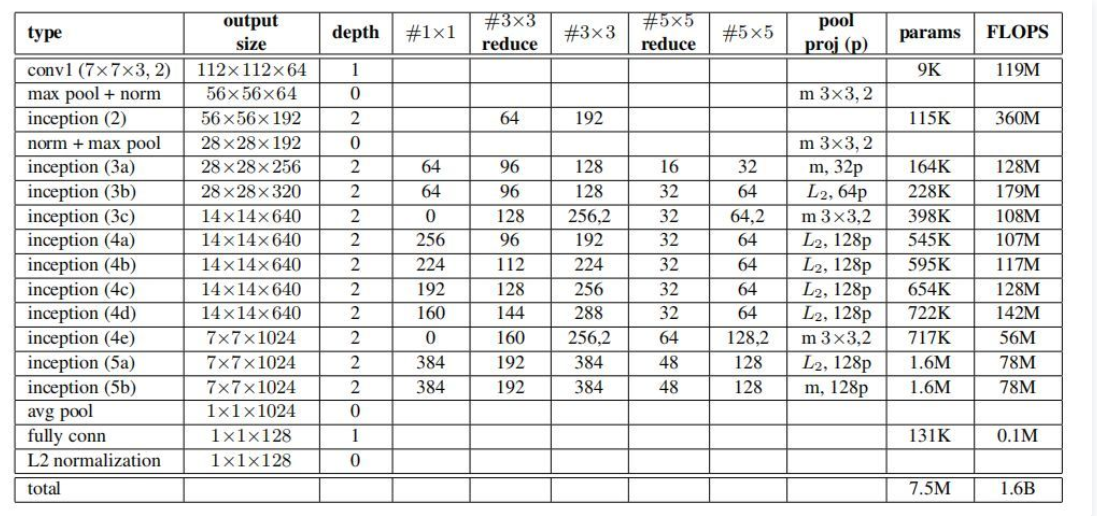 type output size depth #1×1 #3×3 reduce #3×3 #5×5 reduce #5×5 pool proj (p) params FLOPS
conv1 (7×7×3, 2) 112×112×64 1 9K 119M
max pool + norm 56×56×64 0 m 3×3, 2
inception (2) 56×56×192 2 64 192 115K 360M
norm + max pool 28×28×192 0 m 3×3, 2
inception (3a) 28×28×256 2 64 96 128 16 32 m, 32p 164K 128M
inception (3b) 28×28×320 2 64 96 128 32 64 L2, 64p 228K 179M
inception (3c) 14×14×640 2 0 128 256,2 32 64,2 m 3×3,2 398K 108M
inception (4a) 14×14×640 2 256 96 192 32 64 L2, 128p 545K 107M
inception (4b) 14×14×640 2 224 112 224 32 64 L2, 128p 595K 117M
inception (4c) 14×14×640 2 192 128 256 32 64 L2, 128p 654K 128M
inception (4d) 14×14×640 2 160 144 288 32 64 L2, 128p 722K 142M
inception (4e) 7×7×1024 2 0 160 256,2 64 128,2 m 3×3,2 717K 56M
inception (5a) 7×7×1024 2 384 192 384 48 128 L2, 128p 1.6M 78M
inception (5b) 7×7×1024 2 384 192 384 48 128 m, 128p 1.6M 78M
avg pool 1×1×1024 0
fully conn 1×1×128 1 131K 0.1M
L2 normalization 1×1×128 0
total 7.5M 1.6B